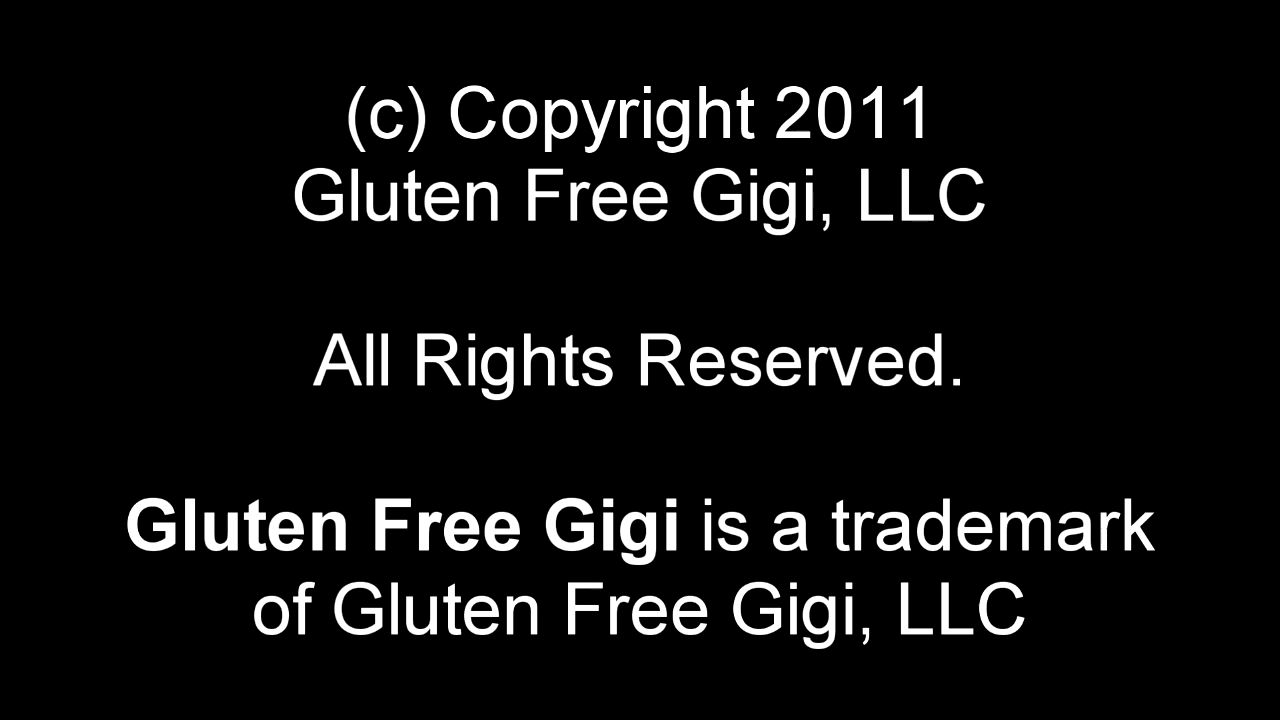 (c) Copyright 2011
Gluten Free Gigi, LLC
All Rights Reserved.
Gluten Free Gigi is a trademark
of Gluten Free Gigi, LLC